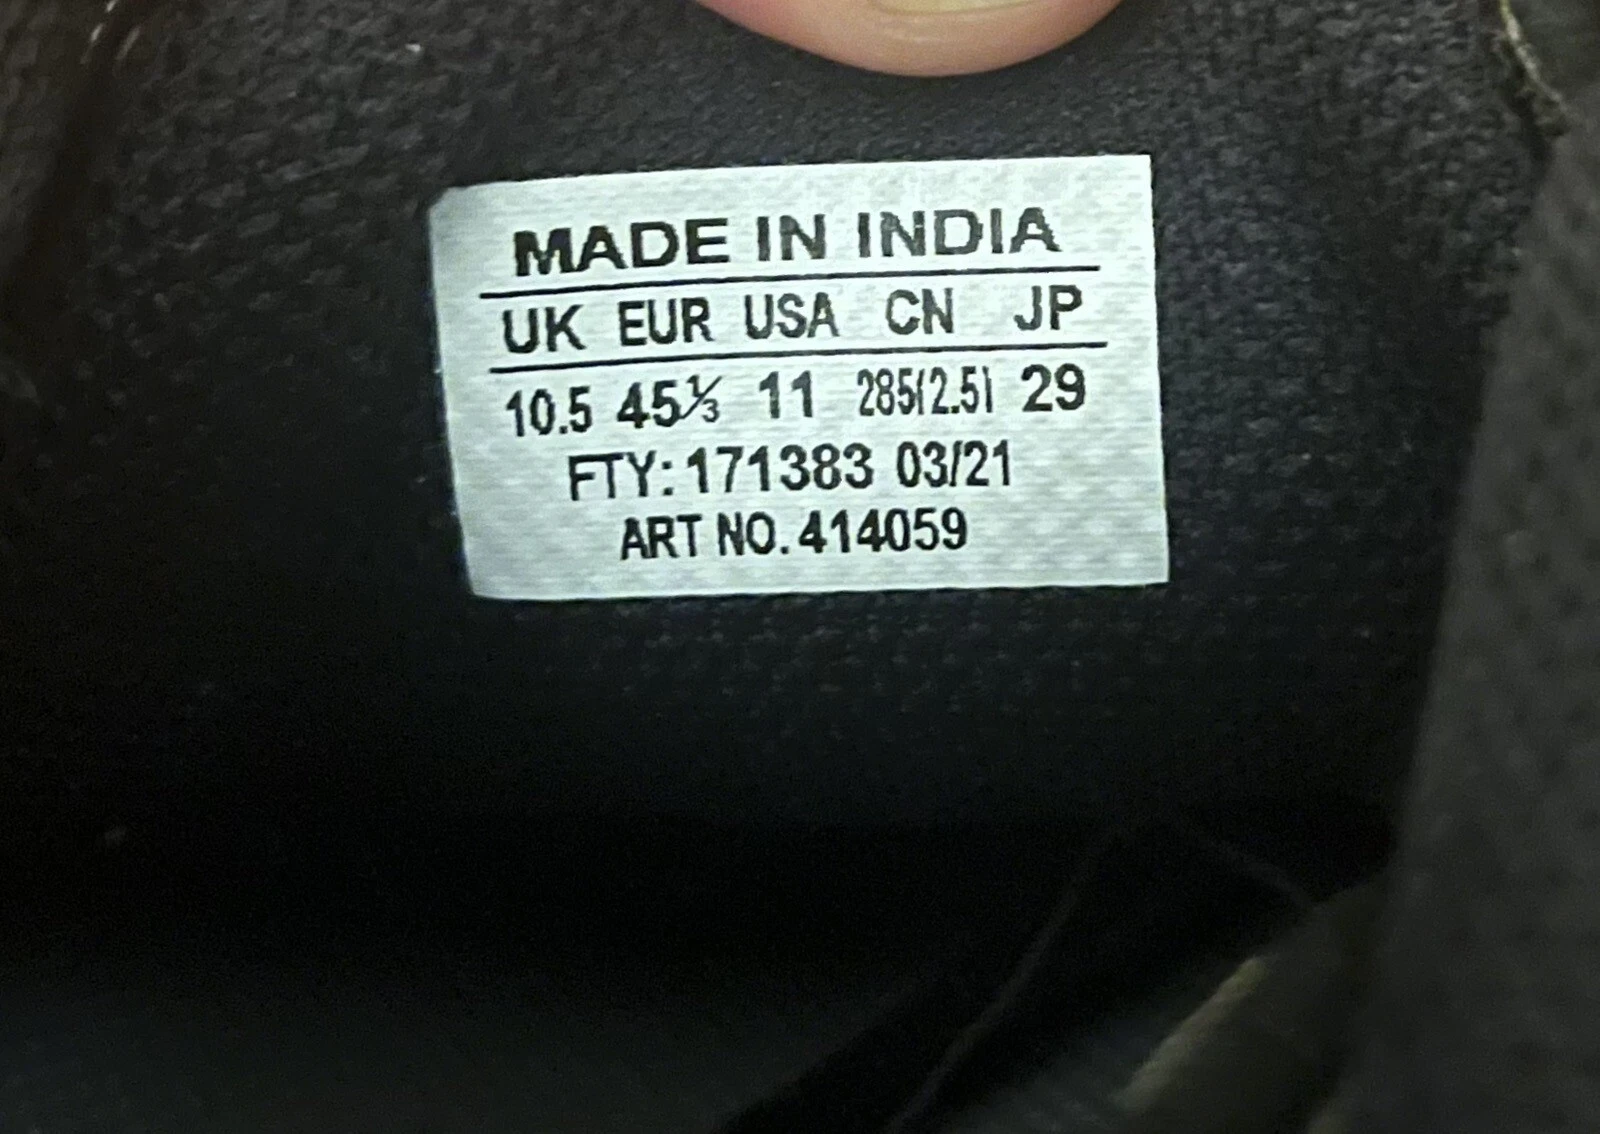 MADE IN INDIA
UK EUR USA CN JP
10.5 45⅓ 11 285(2.5) 29
FTY: 171383 03/21
ART NO. 414059